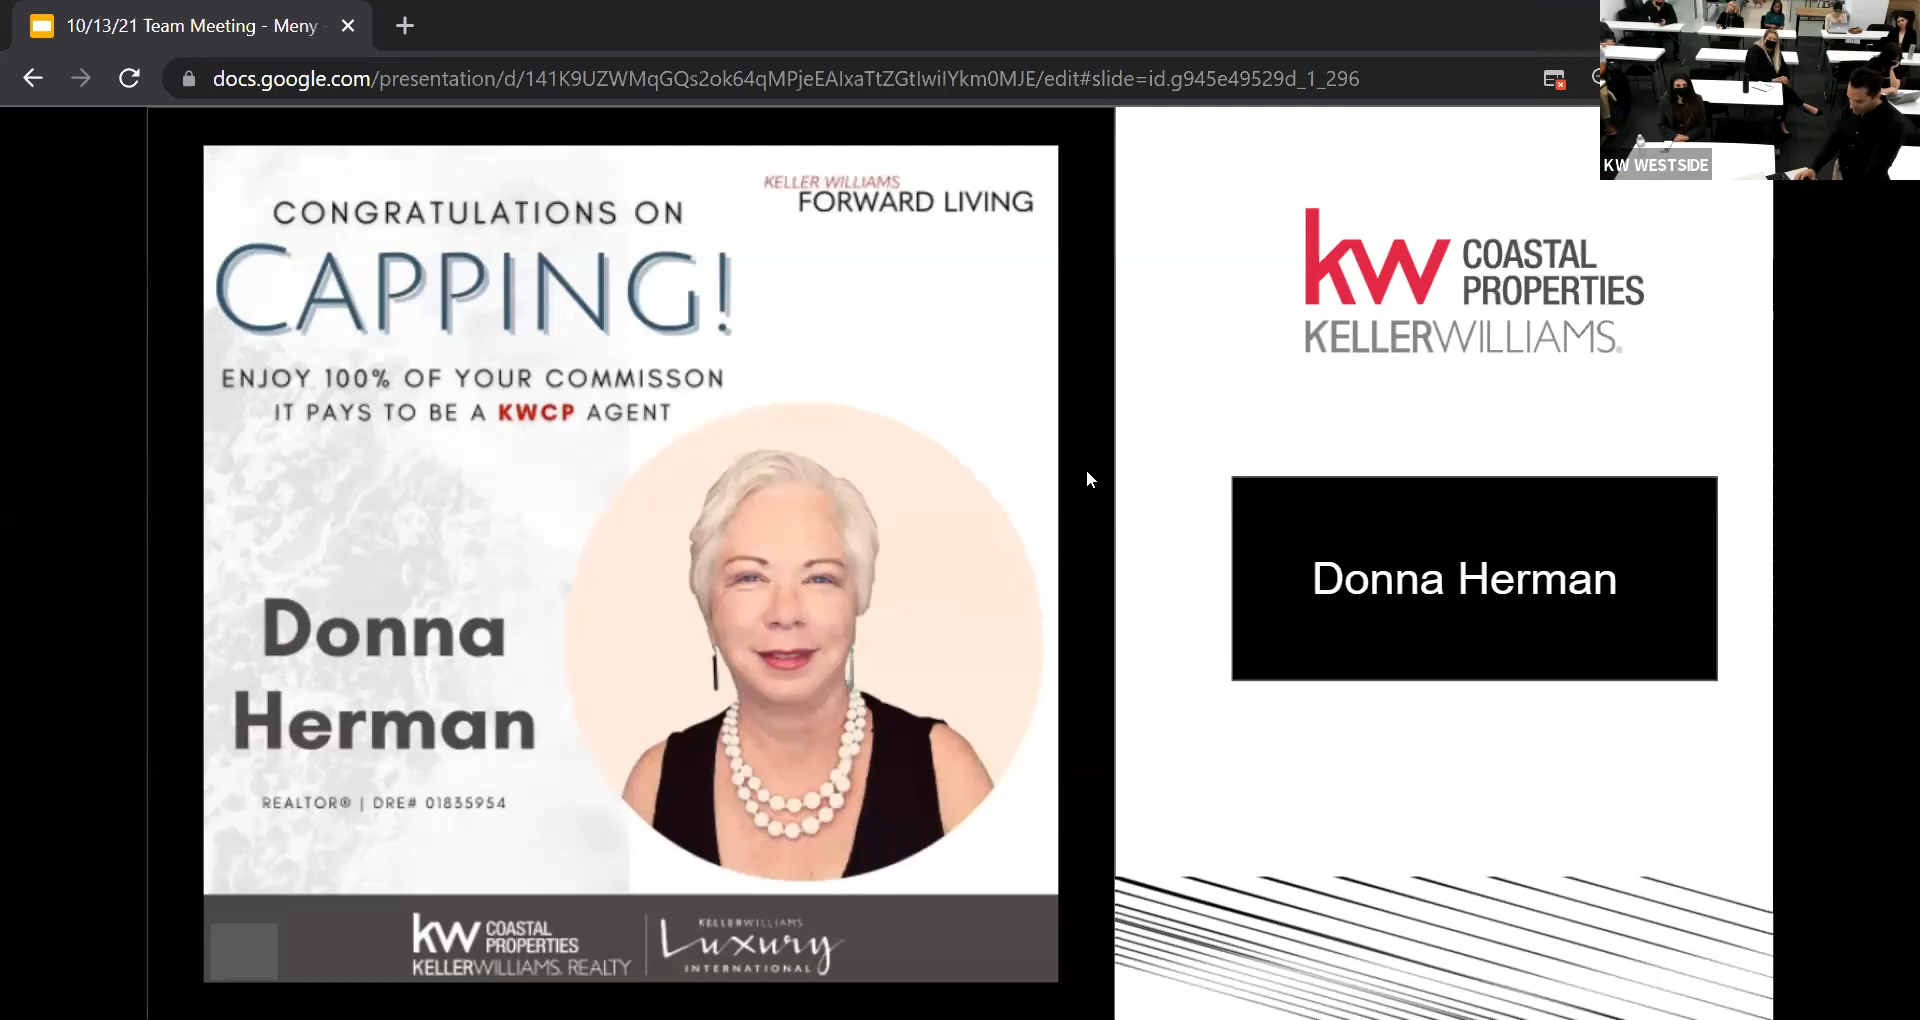 10/13/21 Team Meeting - Meny
docs.google.com/presentation/d/141K9UZWMqGQs2ok64qMPjeEAlxaTtZGtlwilYkm0MJE/edit#slide=id.g945e49529d_1_296
KW WESTSIDE
KELLER WILLIAMS
FORWARD LIVING
CONGRATULATIONS ON
CAPPING!
ENJOY 100% OF YOUR COMMISSON
IT PAYS TO BE A KWCP AGENT
Donna
Herman
REALTOR® | DRE# 01835954
kw COASTAL
PROPERTIES
KELLERWILLIAMS. REALTY
KELLERWILLIAMS
Luxury
INTERNATIONAL
kw COASTAL
PROPERTIES
KELLERWILLIAMS.
Donna Herman